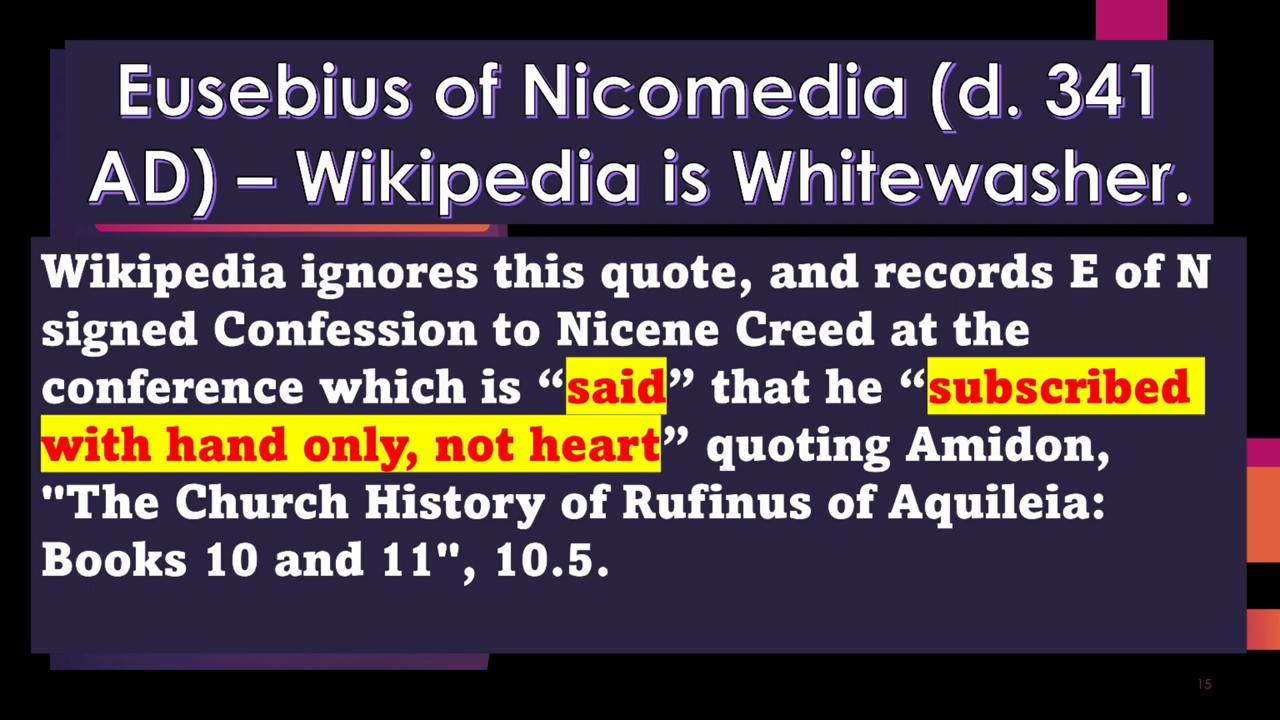 Eusebius of Nicomedia (d. 341
AD) – Wikipedia is Whitewasher.
Wikipedia ignores this quote, and records E of N
signed Confession to Nicene Creed at the
conference which is “said” that he “subscribed
with hand only, not heart” quoting Amidon,
"The Church History of Rufinus of Aquileia:
Books 10 and 11", 10.5.
15